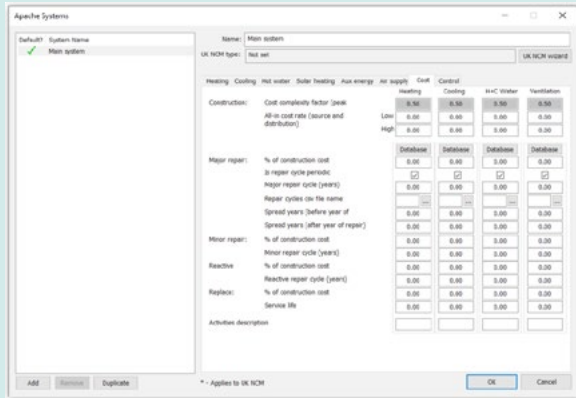 Apache Systems
Default? System Name
Main system
Name: Main system
UK NCM type: Not set
UK NCM wizard
Heating Cooling Hot water Solar heating Aux energy Air supply Cost Control
Heating Cooling H+C Water Ventilation
Construction: Cost complexity factor (peak 0.50 0.50 0.50 0.50
All-in cost rate (source and distribution) Low 0.00 0.00 0.00 0.00
High 0.00 0.00 0.00 0.00
Database Database Database Database
Major repair: % of construction cost 0.00 0.00 0.00 0.00
Is repair cycle periodic
Major repair cycle (years) 0.00 0.00 0.00 0.00
Repair cycles csv file name ... ... ... ...
Spread years (before year of 0.00 0.00 0.00 0.00
Spread years (after year of repair) 0.00 0.00 0.00 0.00
Minor repair: % of construction cost 0.00 0.00 0.00 0.00
Minor repair cycle (years) 0.00 0.00 0.00 0.00
Reactive % of construction cost 0.00 0.00 0.00 0.00
Reactive repair cycle (years) 0.00 0.00 0.00 0.00
Replace: % of construction cost 0.00 0.00 0.00 0.00
Service life 0.00 0.00 0.00 0.00
Activities description
Add Remove Duplicate * - Applies to UK NCM OK Cancel